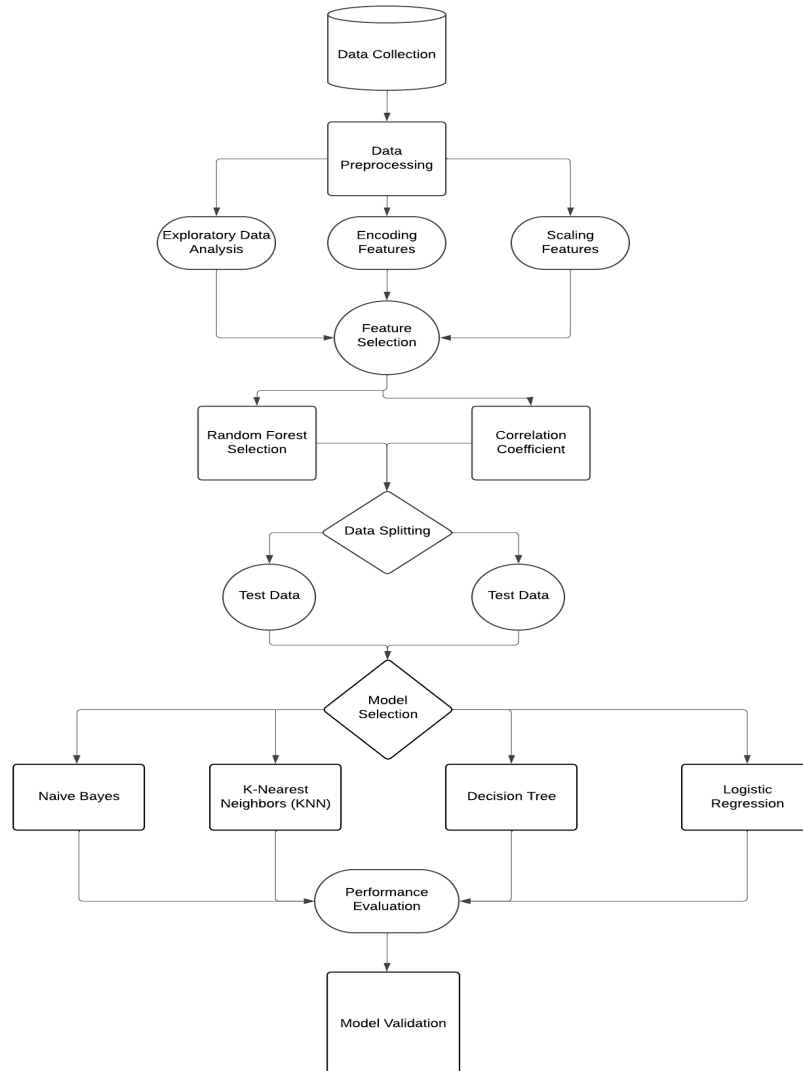 Data Collection
Data
Preprocessing
Exploratory Data
Analysis
Encoding
Features
Scaling
Features
Feature
Selection
Random Forest
Selection
Correlation
Coefficient
Data Splitting
Test Data
Test Data
Model
Selection
Naive Bayes
K-Nearest
Neighbors (KNN)
Decision Tree
Logistic
Regression
Performance
Evaluation
Model Validation